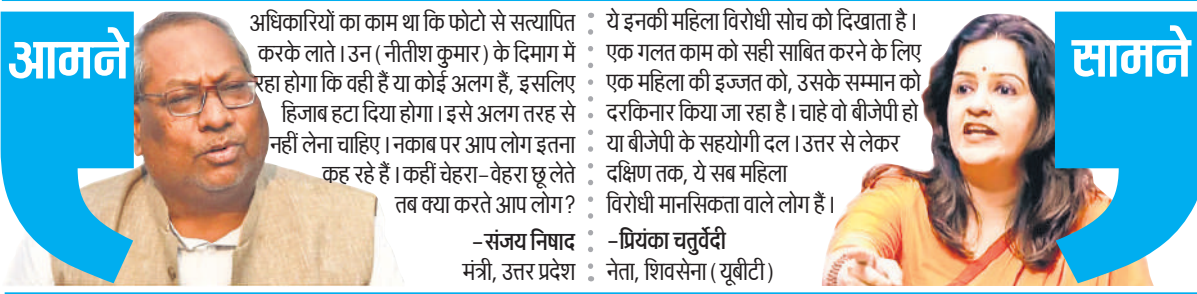 आमने
अधिकारियों का काम था कि फोटो से सत्यापित
करके लाते। उन (नीतीश कुमार) के दिमाग में
रहा होगा कि वही हैं या कोई अलग हैं, इसलिए
हिजाब हटा दिया होगा। इसे अलग तरह से
नहीं लेना चाहिए। नकाब पर आप लोग इतना
कह रहे हैं। कहीं चेहरा-वेहरा छू लेते
तब क्या करते आप लोग?
-संजय निषाद
मंत्री, उत्तर प्रदेश
ये इनकी महिला विरोधी सोच को दिखाता है।
एक गलत काम को सही साबित करने के लिए
एक महिला की इज्जत को, उसके सम्मान को
दरकिनार किया जा रहा है। चाहे वो बीजेपी हो
या बीजेपी के सहयोगी दल। उत्तर से लेकर
दक्षिण तक, ये सब महिला
विरोधी मानसिकता वाले लोग हैं।
-प्रियंका चतुर्वेदी
नेता, शिवसेना (यूबीटी)
सामने